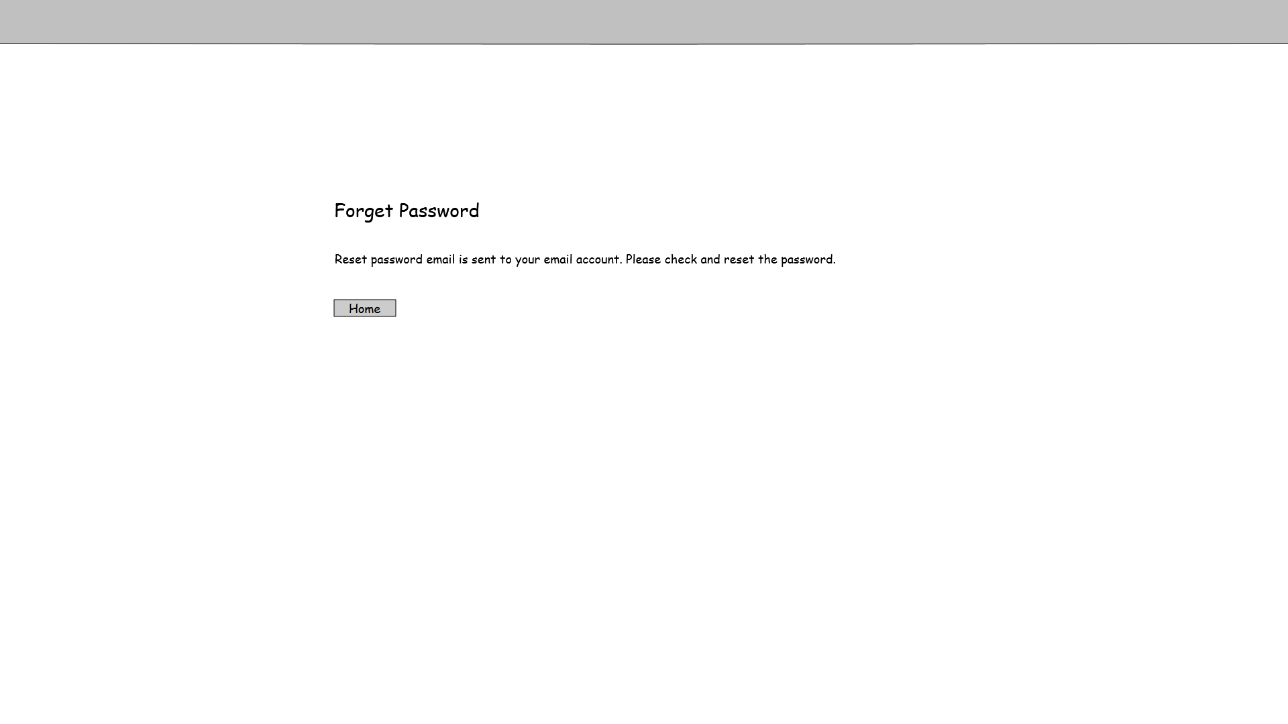 Forget Password
Reset password email is sent to your email account. Please check and reset the password.
Home